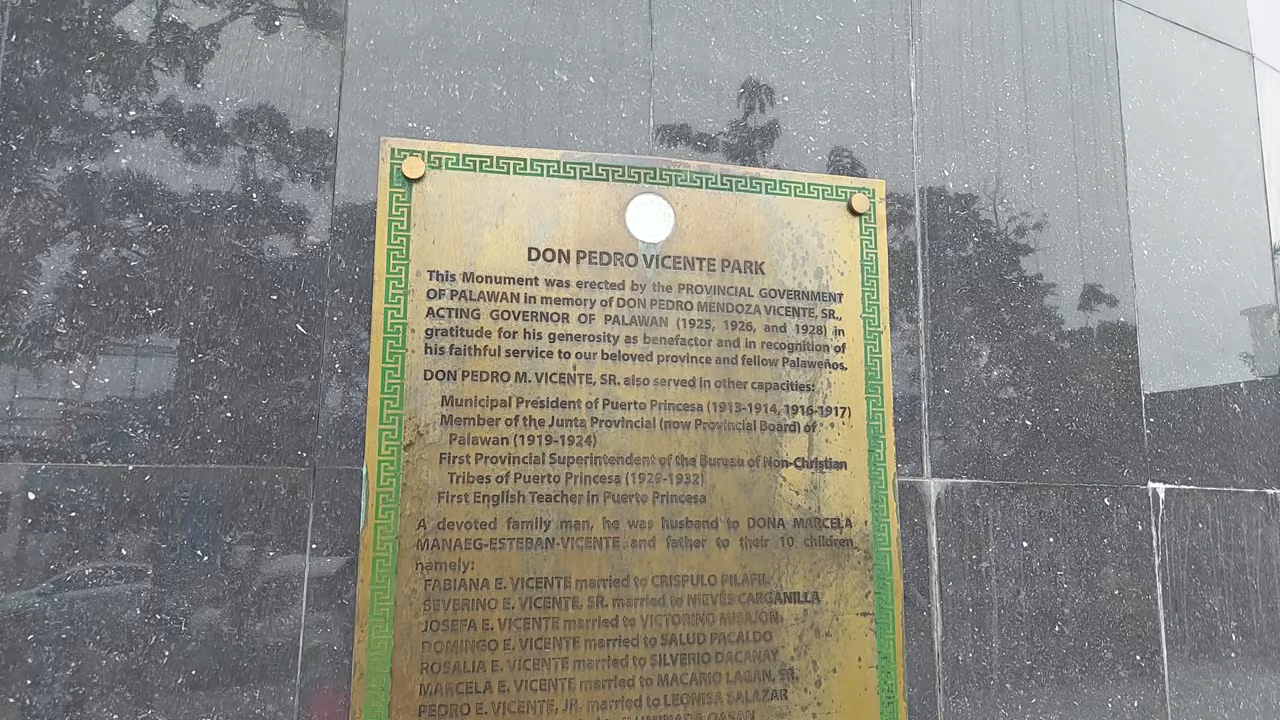 DON PEDRO VICENTE PARK
This Monument was erected by the PROVINCIAL GOVERNMENT
OF PALAWAN in memory of DON PEDRO MENDOZA VICENTE, SR.,
ACTING GOVERNOR OF PALAWAN (1925, 1926, and 1928) in
gratitude for his generosity as benefactor and in recognition of
his faithful service to our beloved province and fellow Palaweños.
DON PEDRO M. VICENTE, SR. also served in other capacities:
Municipal President of Puerto Princesa (1913-1914, 1916-1917)
Member of the Junta Provincial (now Provincial Board) of
Palawan (1919-1924)
First Provincial Superintendent of the Bureau of Non-Christian
Tribes of Puerto Princesa (1929-1932)
First English Teacher in Puerto Princesa
A devoted family man, he was husband to DONA MARCELA
MANAEG-ESTEBAN-VICENTE and father to their 10 children
namely:
FABIANA E. VICENTE married to CRISPULO PILAPIL
SEVERINO E. VICENTE, SR. married to NIEVES CARGANILLA
JOSEFA E. VICENTE married to VICTORINO MISAJON
DOMINGO E. VICENTE married to SALUD PACALDO
ROSALIA E. VICENTE married to SILVERIO DACANAY
MARCELA E. VICENTE married to MACARIO LAGAN, SR.
PEDRO E. VICENTE, JR. married to LEONISA SALAZAR